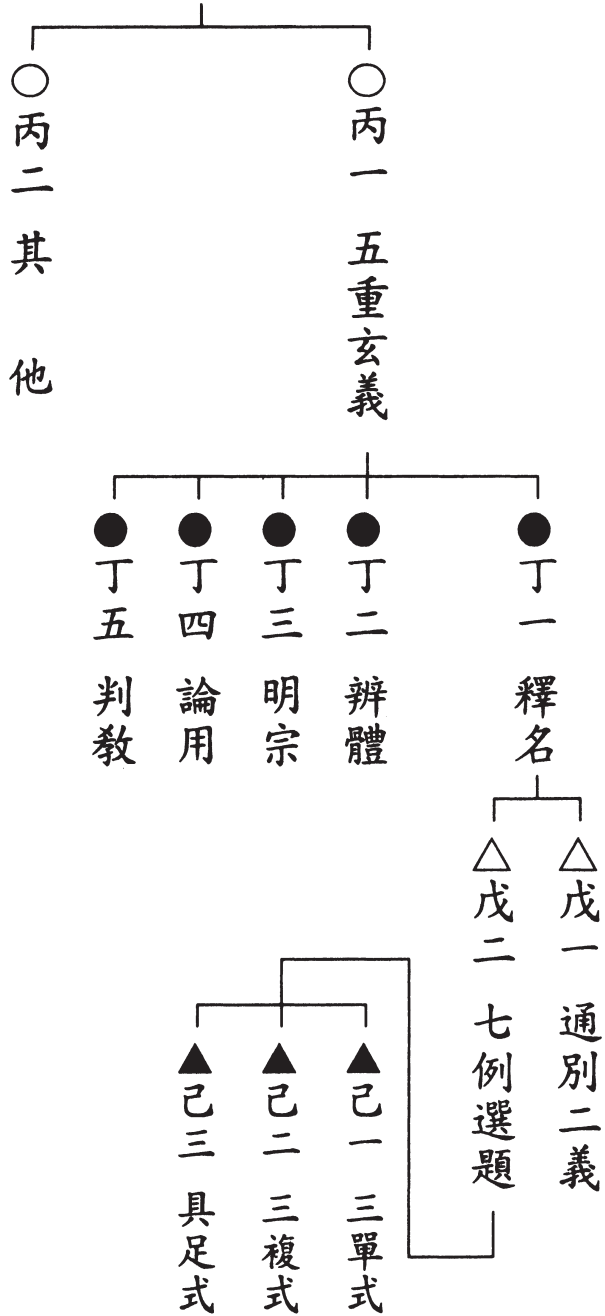 丙一　五重玄義
丙二　其　他
丁一　釋名
丁二　辨體
丁三　明宗
丁四　論用
丁五　判教
戊一　通別二義
戊二　七例選題
己一　三單式
己二　三複式
己三　具足式